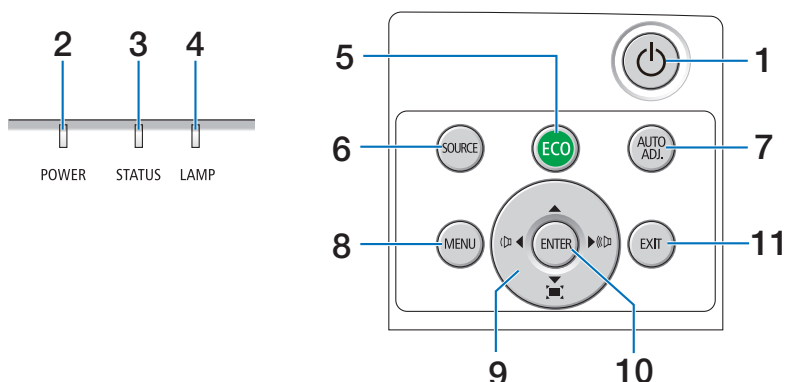 2 3 4
POWER STATUS LAMP
5
1
6
SOURCE
ECO
AUTO
ADJ.
7
8
MENU
ENTER
EXIT
11
9
10